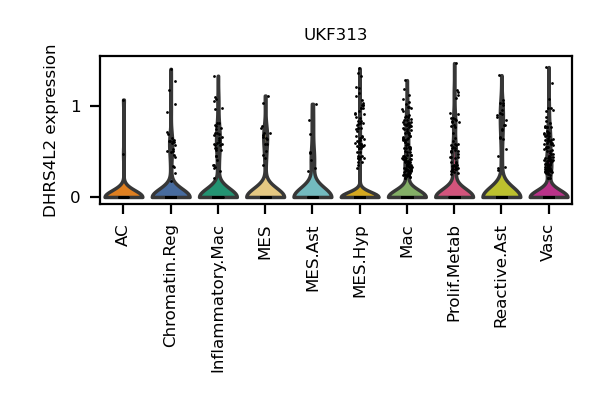 UKF313
DHRS4L2 expression
1
0
AC
Chromatin.Reg
Inflammatory.Mac
MES
MES.Ast
MES.Hyp
Mac
Prolif.Metab
Reactive.Ast
Vasc